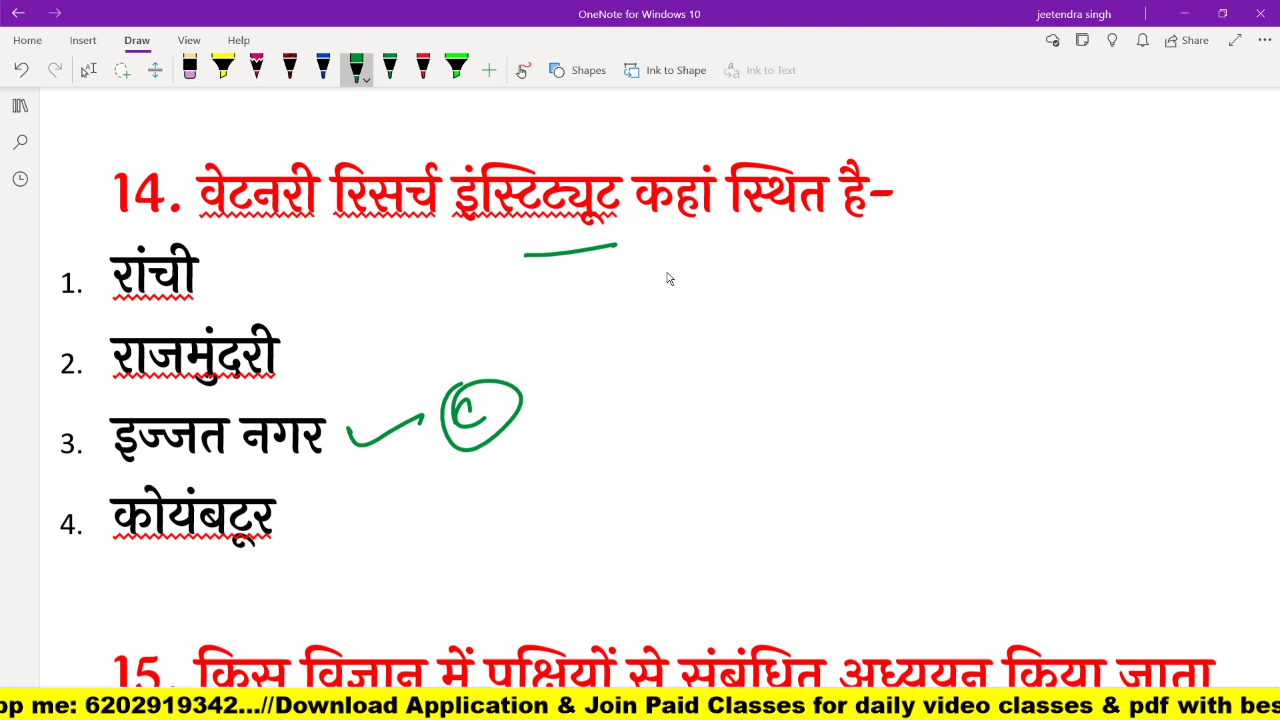 OneNote for Windows 10
jeetendra singh
Home Insert Draw View Help
Share
Shapes Ink to Shape Ink to Text
14. वेटनरी रिसर्च इंस्टिट्यूट कहां स्थित है-
1. रांची
2. राजमुंदरी
3. इज्जत नगर C
4. कोयंबटूर
15. किस विज्ञान में पक्षियों से संबंधित अध्ययन किया जाता
pp me: 6202919342...//Download Application & Join Paid Classes for daily video classes & pdf with bes